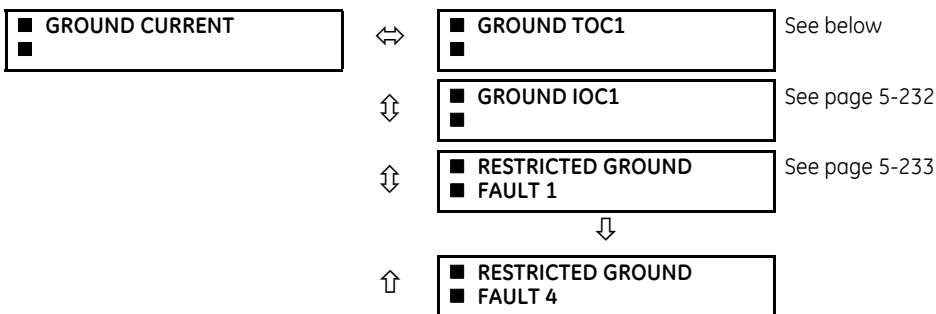 ■ GROUND CURRENT
■
⇔
■ GROUND TOC1
■
See below
⇕
■ GROUND IOC1
■
See page 5-232
⇕
■ RESTRICTED GROUND
■ FAULT 1
See page 5-233
⇩
⇧
■ RESTRICTED GROUND
■ FAULT 4